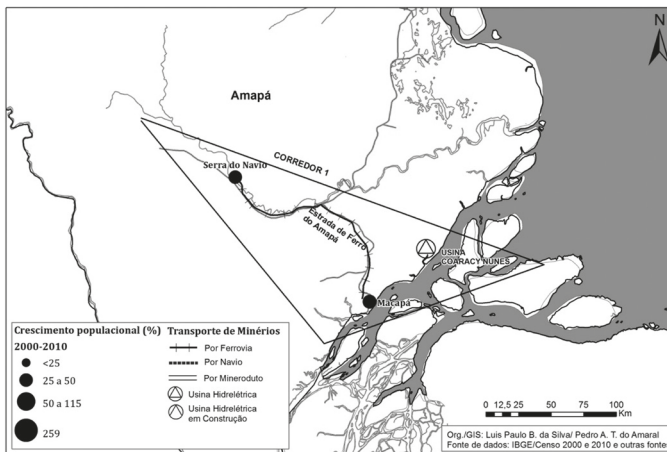 N
Amapá
CORREDOR 1
Serra do Navio
Estrada de Ferro
do Amapá
USINA
COARACY NUNES
Macapá
Crescimento populacional (%)
2000-2010
<25
25 a 50
50 a 115
259
Transporte de Minérios
Por Ferrovia
Por Navio
Por Mineroduto
Usina Hidrelétrica
Usina Hidrelétrica
em Construção
0 12,5 25 50 75 100
Km
Org./GIS: Luis Paulo B. da Silva/ Pedro A. T. do Amaral
Fonte de dados: IBGE/Censo 2000 e 2010 e outras fontes